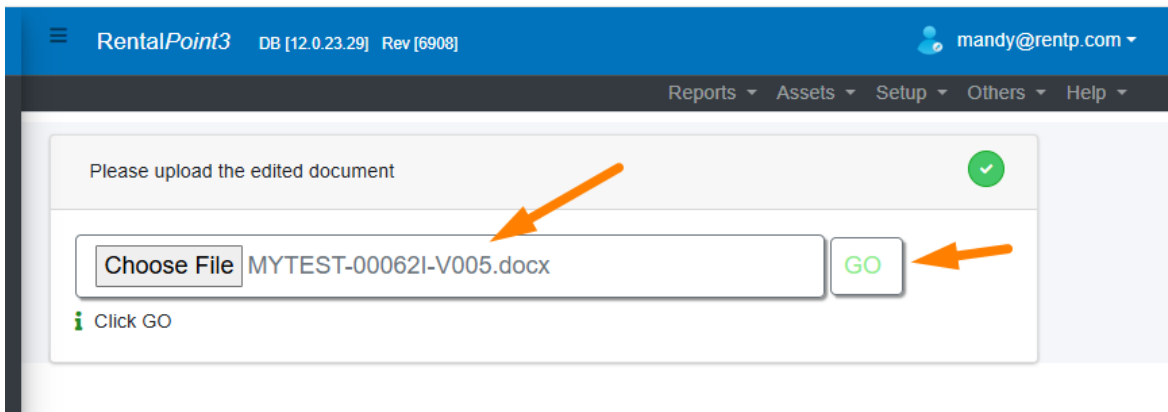 RentalPoint3 DB [12.0.23.29] Rev [6908] mandy@rentp.com
Reports Assets Setup Others Help
Please upload the edited document
Choose File MYTEST-00062I-V005.docx GO
Click GO